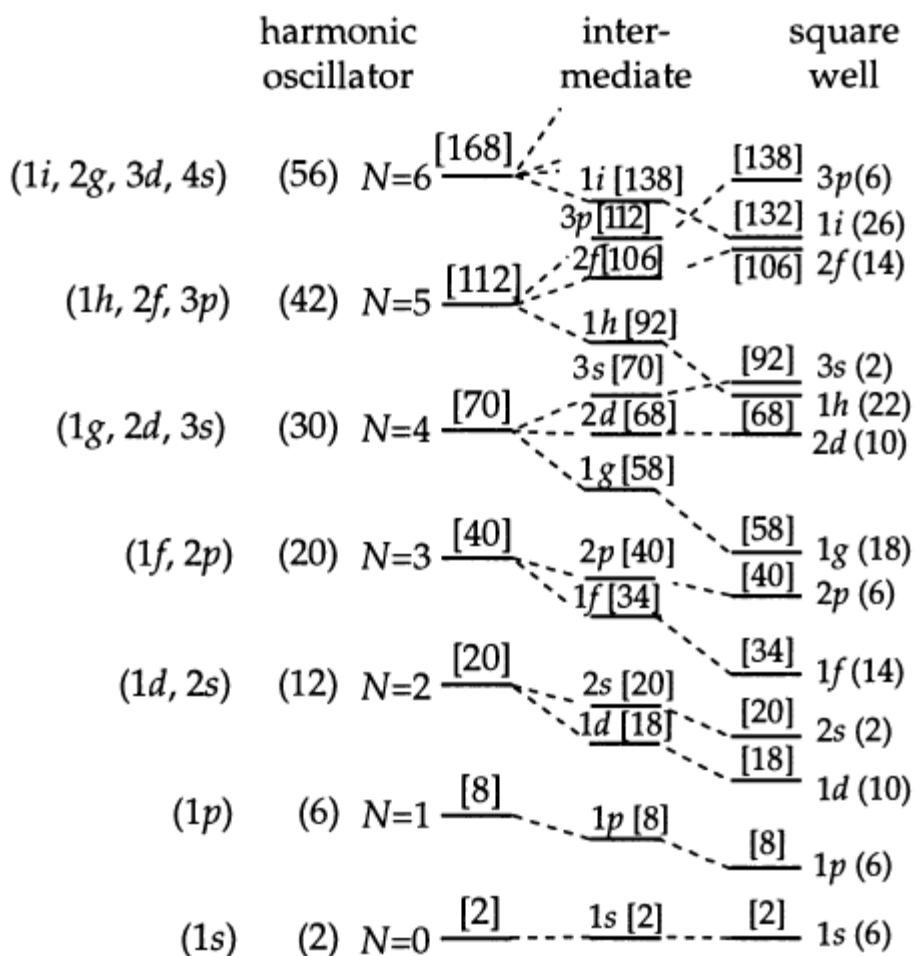 harmonic oscillator
inter-mediate
square well
(1i, 2g, 3d, 4s) (56) N=6 [168]
1i [138]
[138] 3p(6)
3p[112]
[132] 1i (26)
2f[106]
[106] 2f(14)
(1h, 2f, 3p) (42) N=5 [112]
1h [92]
3s [70]
[92] 3s (2)
1h (22)
(1g, 2d, 3s) (30) N=4 [70]
2d [68]
[68] 2d (10)
1g [58]
[58] 1g (18)
(1f, 2p) (20) N=3 [40]
2p [40]
[40] 2p (6)
1f [34]
[34] 1f (14)
(1d, 2s) (12) N=2 [20]
2s [20]
[20] 2s (2)
1d [18]
[18] 1d (10)
(1p) (6) N=1 [8]
1p [8]
[8] 1p (6)
(1s) (2) N=0 [2]
1s [2]
[2] 1s (6)